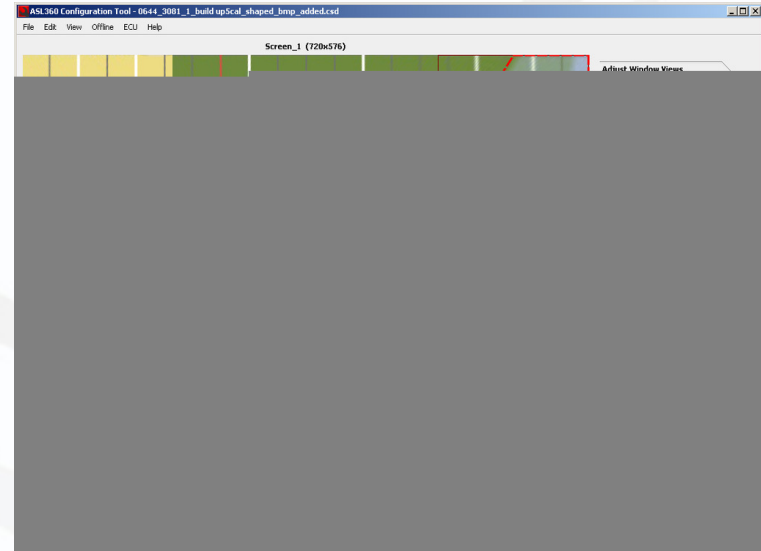 ASL360 Configuration Tool - 0644_3081_1_build up5cal_shaped_bmp_added.csd
File Edit View Offline ECU Help
Screen_1 (720x576)
Adjust Window Views